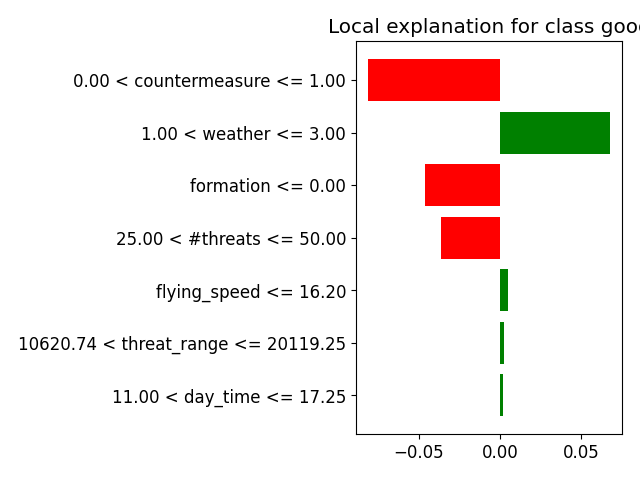 Local explanation for class good
0.00 < countermeasure <= 1.00
1.00 < weather <= 3.00
formation <= 0.00
25.00 < #threats <= 50.00
flying_speed <= 16.20
10620.74 < threat_range <= 20119.25
11.00 < day_time <= 17.25
−0.05 0.00 0.05